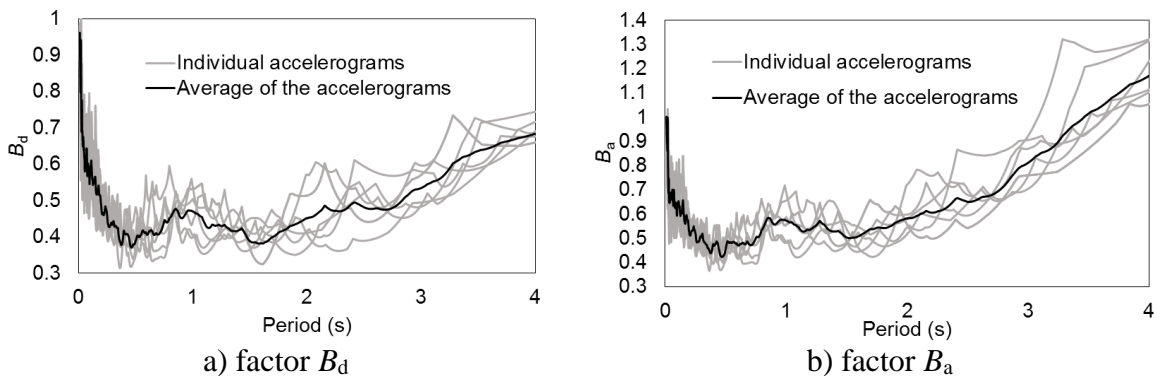 1
0.9
0.8
0.7
0.6
0.5
0.4
0.3
B_d
Individual accelerograms
Average of the accelerograms
0 1 2 3 4
Period (s)
a) factor B_d
1.4
1.3
1.2
1.1
1
0.9
0.8
0.7
0.6
0.5
0.4
0.3
B_a
Individual accelerograms
Average of the accelerograms
0 1 2 3 4
Period (s)
b) factor B_a